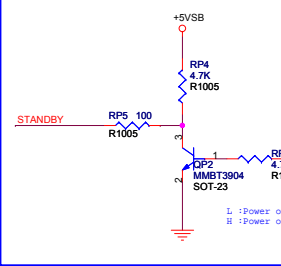 +5VSB
RP4
4.7K
R1005
STANDBY
RP5 100
R1005
3
1
QP2
MMBT3904
SOT-23
2
L :Power
H :Power